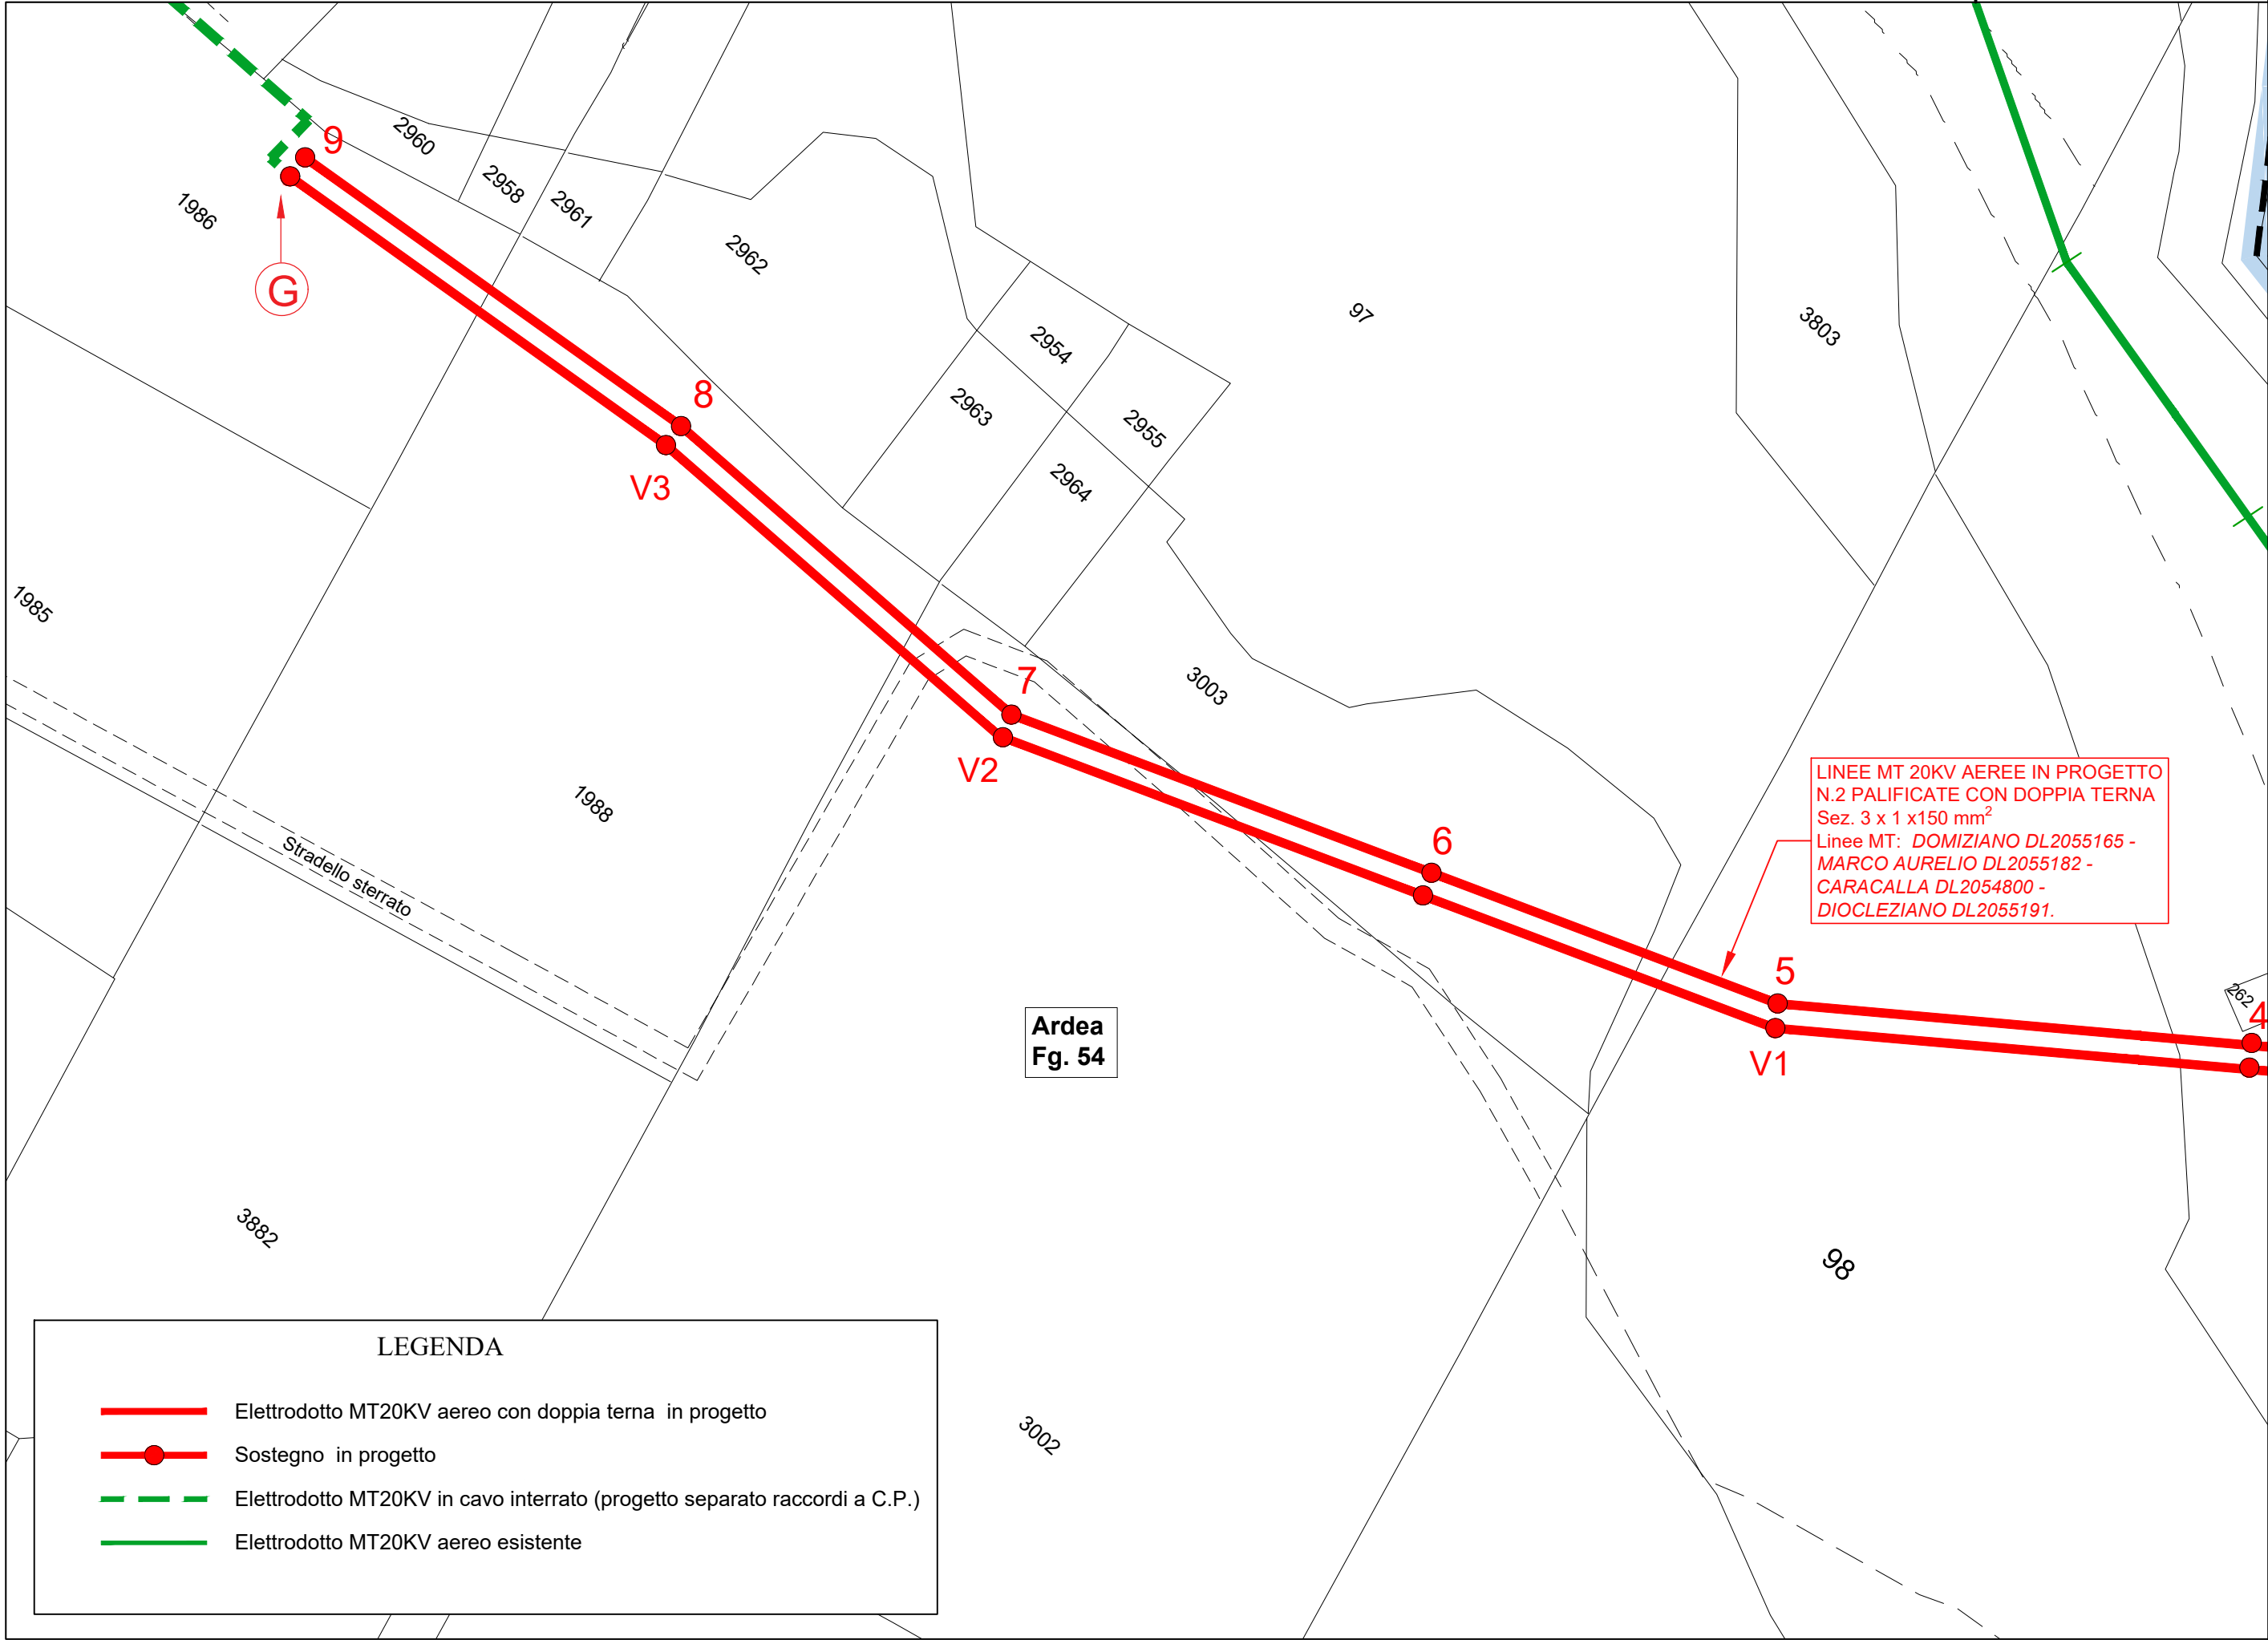 9
2960
2958
2961
1986
2962
G
97
3803
2954
2963
2955
8
2964
V3
1985
7
3003
V2
LINEE MT 20KV AEREE IN PROGETTO
N.2 PALIFICATE CON DOPPIA TERNA
Sez. 3 x 1 x150 mm²
Linee MT: DOMIZIANO DL2055165 -
MARCO AURELIO DL2055182 -
CARACALLA DL2054800 -
DIOCLEZIANO DL2055191.
1988
6
Stradello sterrato
5
262
4
Ardea
Fg. 54
V1
3882
98
3002
LEGENDA
Elettrodotto MT20KV aereo con doppia terna in progetto
Sostegno in progetto
Elettrodotto MT20KV in cavo interrato (progetto separato raccordi a C.P.)
Elettrodotto MT20KV aereo esistente